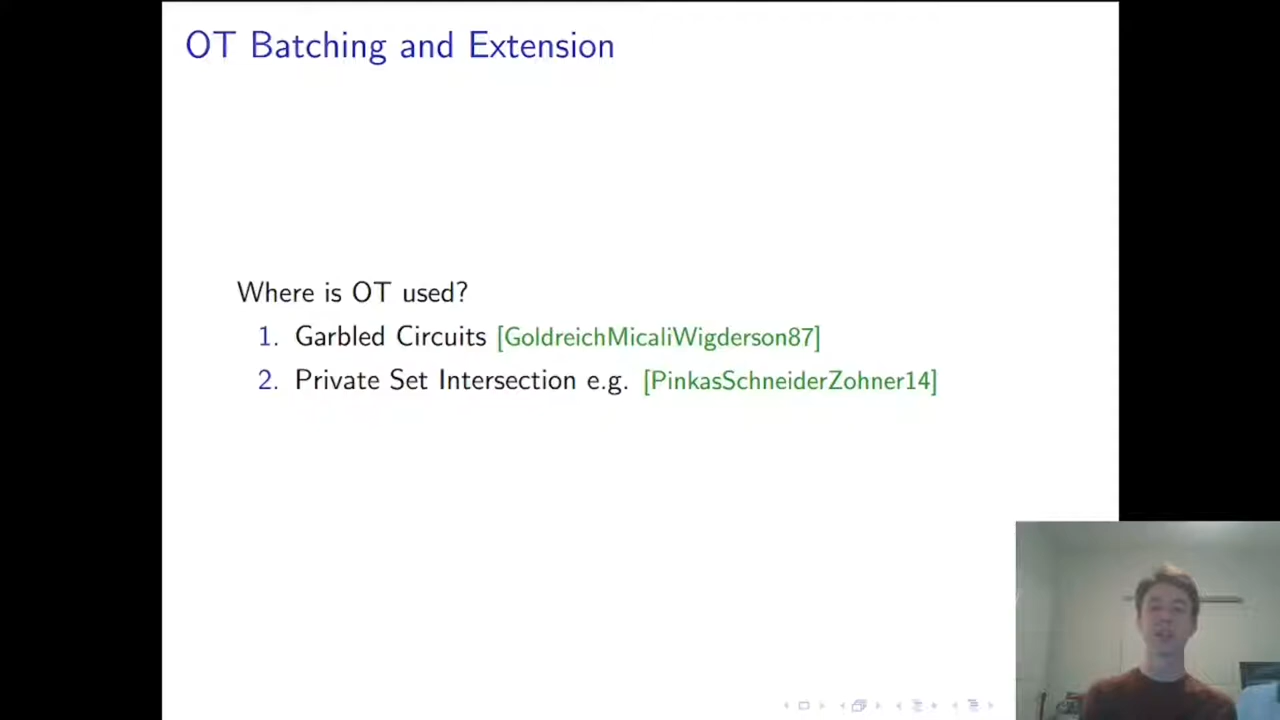 OT Batching and Extension
Where is OT used?
1. Garbled Circuits [GoldreichMicaliWigderson87]
2. Private Set Intersection e.g. [PinkasSchneiderZohner14]